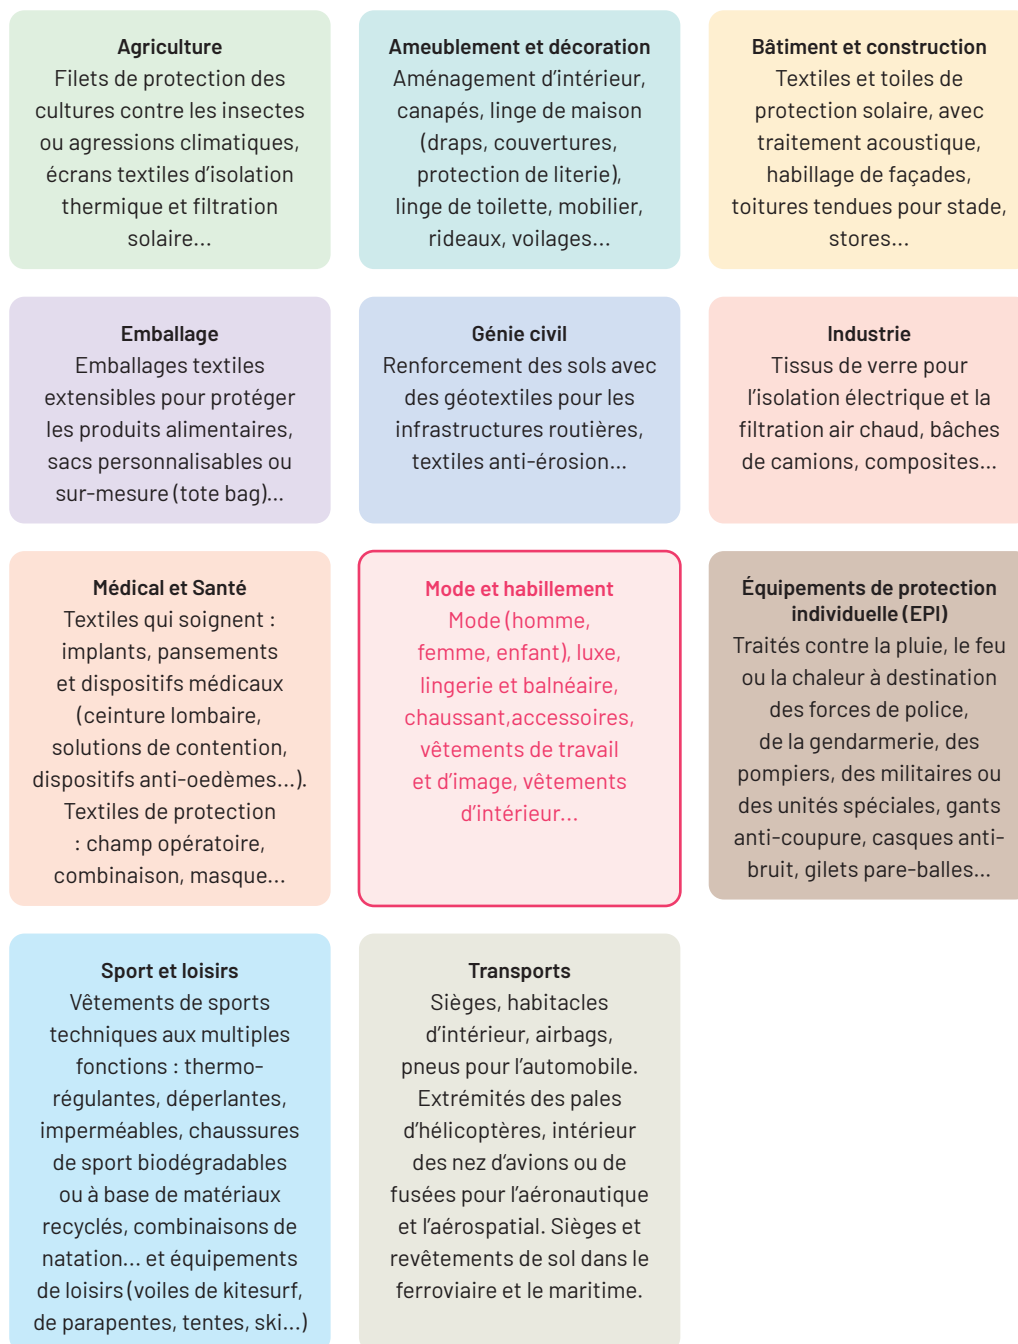 Agriculture
Filets de protection des
cultures contre les insectes
ou agressions climatiques,
écrans textiles d’isolation
thermique et filtration
solaire...
Ameublement et décoration
Aménagement d’intérieur,
canapés, linge de maison
(draps, couvertures,
protection de literie),
linge de toilette, mobilier,
rideaux, voilages...
Bâtiment et construction
Textiles et toiles de
protection solaire, avec
traitement acoustique,
habillage de façades,
toitures tendues pour stade,
stores...
Emballage
Emballages textiles
extensibles pour protéger
les produits alimentaires,
sacs personnalisables ou
sur-mesure (tote bag)...
Génie civil
Renforcement des sols avec
des géotextiles pour les
infrastructures routières,
textiles anti-érosion...
Industrie
Tissus de verre pour
l’isolation électrique et la
filtration air chaud, bâches
de camions, composites...
Médical et Santé
Textiles qui soignent :
implants, pansements
et dispositifs médicaux
(ceinture lombaire,
solutions de contention,
dispositifs anti-oedèmes...).
Textiles de protection
: champ opératoire,
combinaison, masque...
Mode et habillement
Mode (homme,
femme, enfant), luxe,
lingerie et balnéaire,
chaussant,accessoires,
vêtements de travail
et d’image, vêtements
d’intérieur...
Équipements de protection
individuelle (EPI)
Traités contre la pluie, le feu
ou la chaleur à destination
des forces de police,
de la gendarmerie, des
pompiers, des militaires ou
des unités spéciales, gants
anti-coupure, casques anti-
bruit, gilets pare-balles...
Sport et loisirs
Vêtements de sports
techniques aux multiples
fonctions : thermo-
régulantes, déperlantes,
imperméables, chaussures
de sport biodégradables
ou à base de matériaux
recyclés, combinaisons de
natation... et équipements
de loisirs (voiles de kitesurf,
de parapentes, tentes, ski...)
Transports
Sièges, habitacles
d’intérieur, airbags,
pneus pour l’automobile.
Extrémités des pales
d’hélicoptères, intérieur
des nez d’avions ou de
fusées pour l’aéronautique
et l’aérospatial. Sièges et
revêtements de sol dans le
ferroviaire et le maritime.